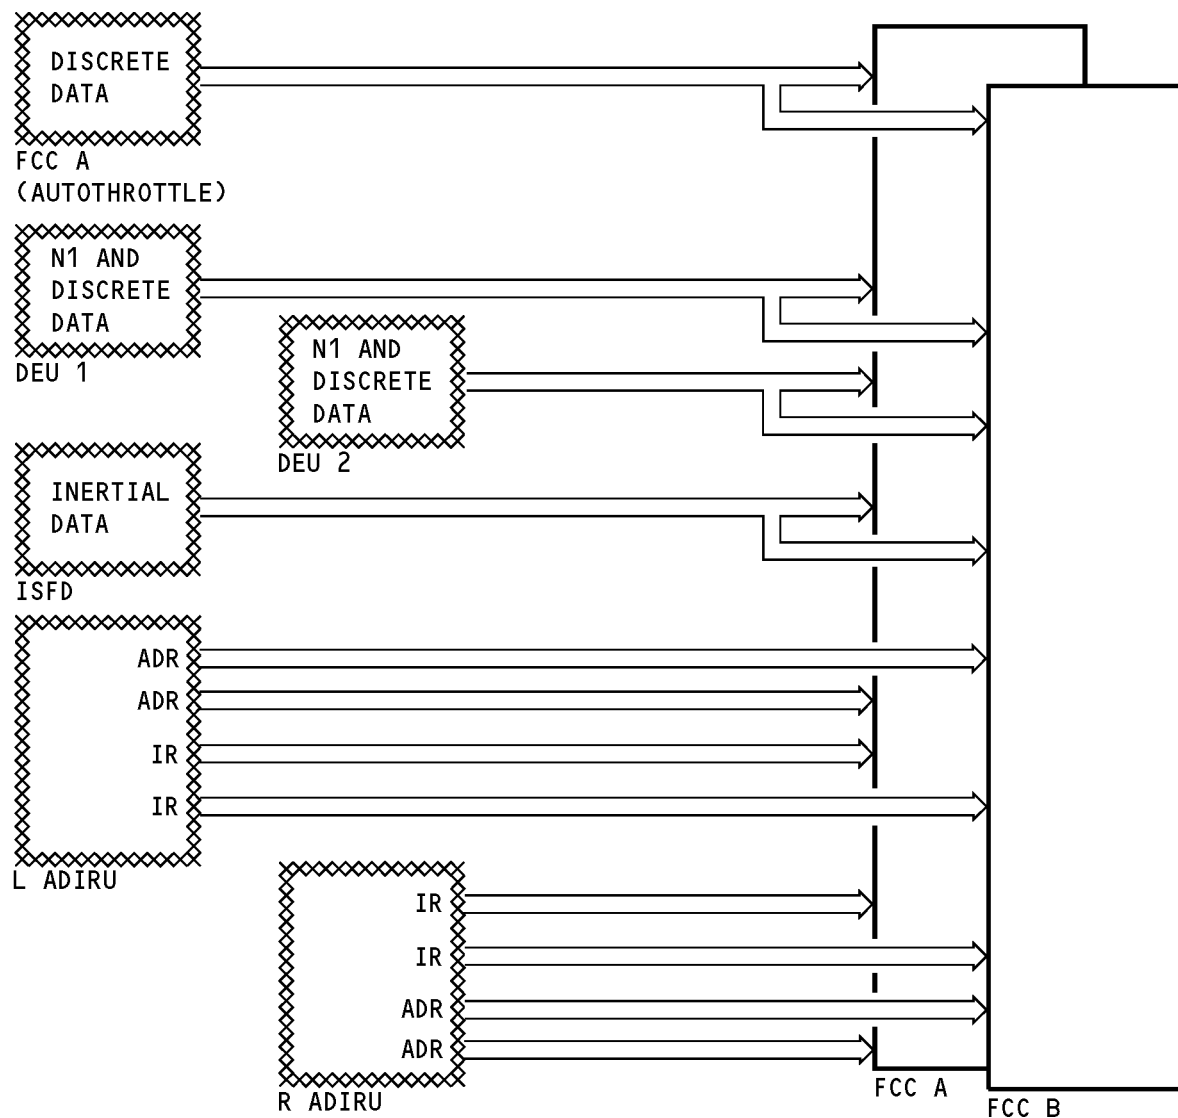 DISCRETE
DATA
FCC A
(AUTOTHROTTLE)
N1 AND
DISCRETE
DATA
DEU 1
N1 AND
DISCRETE
DATA
DEU 2
INERTIAL
DATA
ISFD
ADR
ADR
IR
IR
L ADIRU
IR
IR
ADR
ADR
R ADIRU
FCC A
FCC B